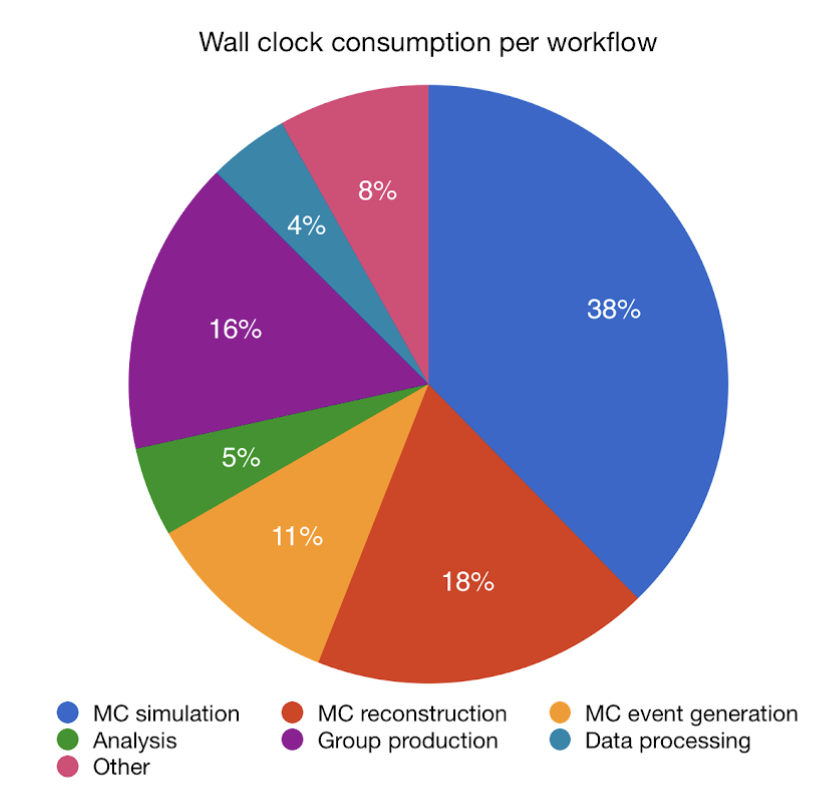 Wall clock consumption per workflow
8%
4%
38%
16%
5%
11%
18%
MC simulation MC reconstruction MC event generation
Analysis Group production Data processing
Other